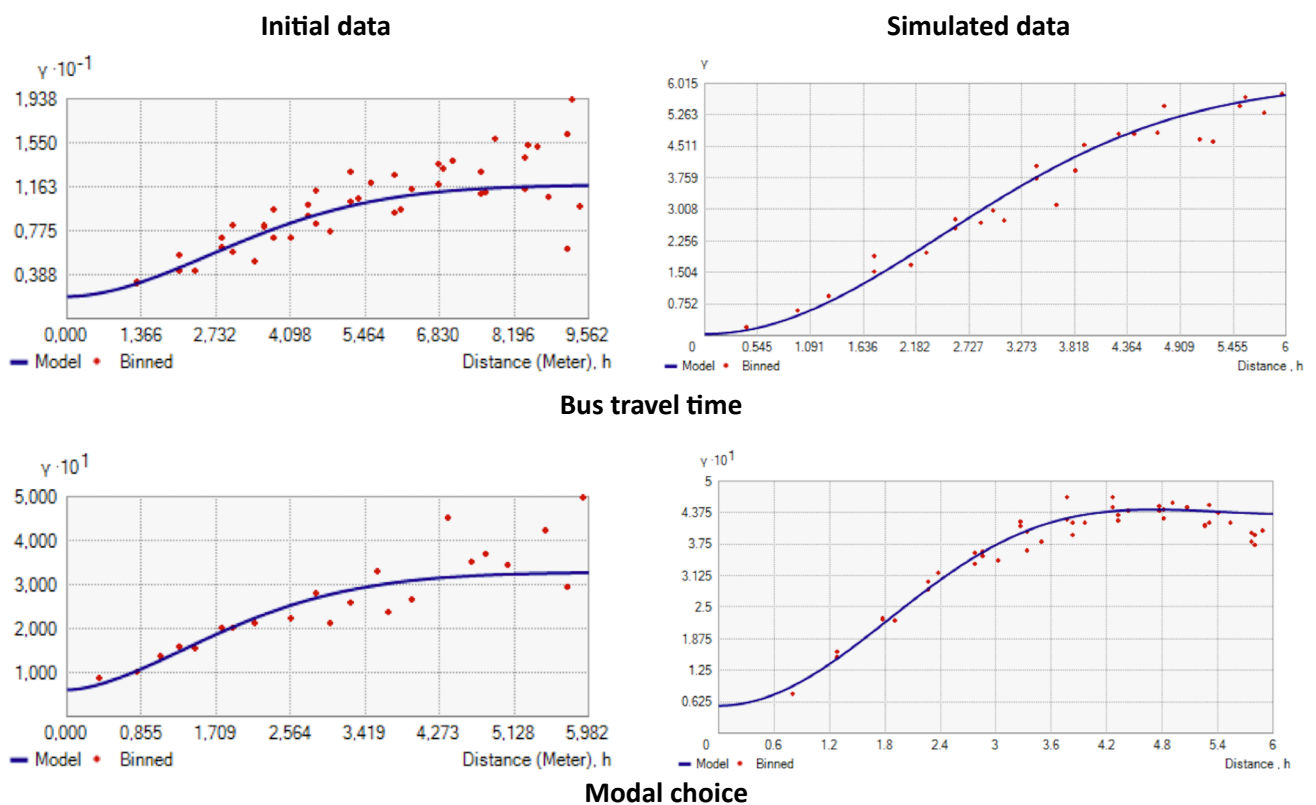 Initial data
Simulated data
γ ·10⁻¹
1,938
1,550
1,163
0,775
0,388
0,000 1,366 2,732 4,098 5,464 6,830 8,196 9,562
Model Binned Distance (Meter), h
γ
6.015
5.263
4.511
3.759
3.008
2.256
1.504
0.752
0 0.545 1.091 1.636 2.182 2.727 3.273 3.818 4.364 4.909 5.455 6
Model Binned Distance , h
Bus travel time
γ ·10¹
5,000
4,000
3,000
2,000
1,000
0,000 0,855 1,709 2,564 3,419 4,273 5,128 5,982
Model Binned Distance (Meter), h
γ ·10¹
5
4.375
3.75
3.125
2.5
1.875
1.25
0.625
0 0.6 1.2 1.8 2.4 3 3.6 4.2 4.8 5.4 6
Model Binned Distance , h
Modal choice